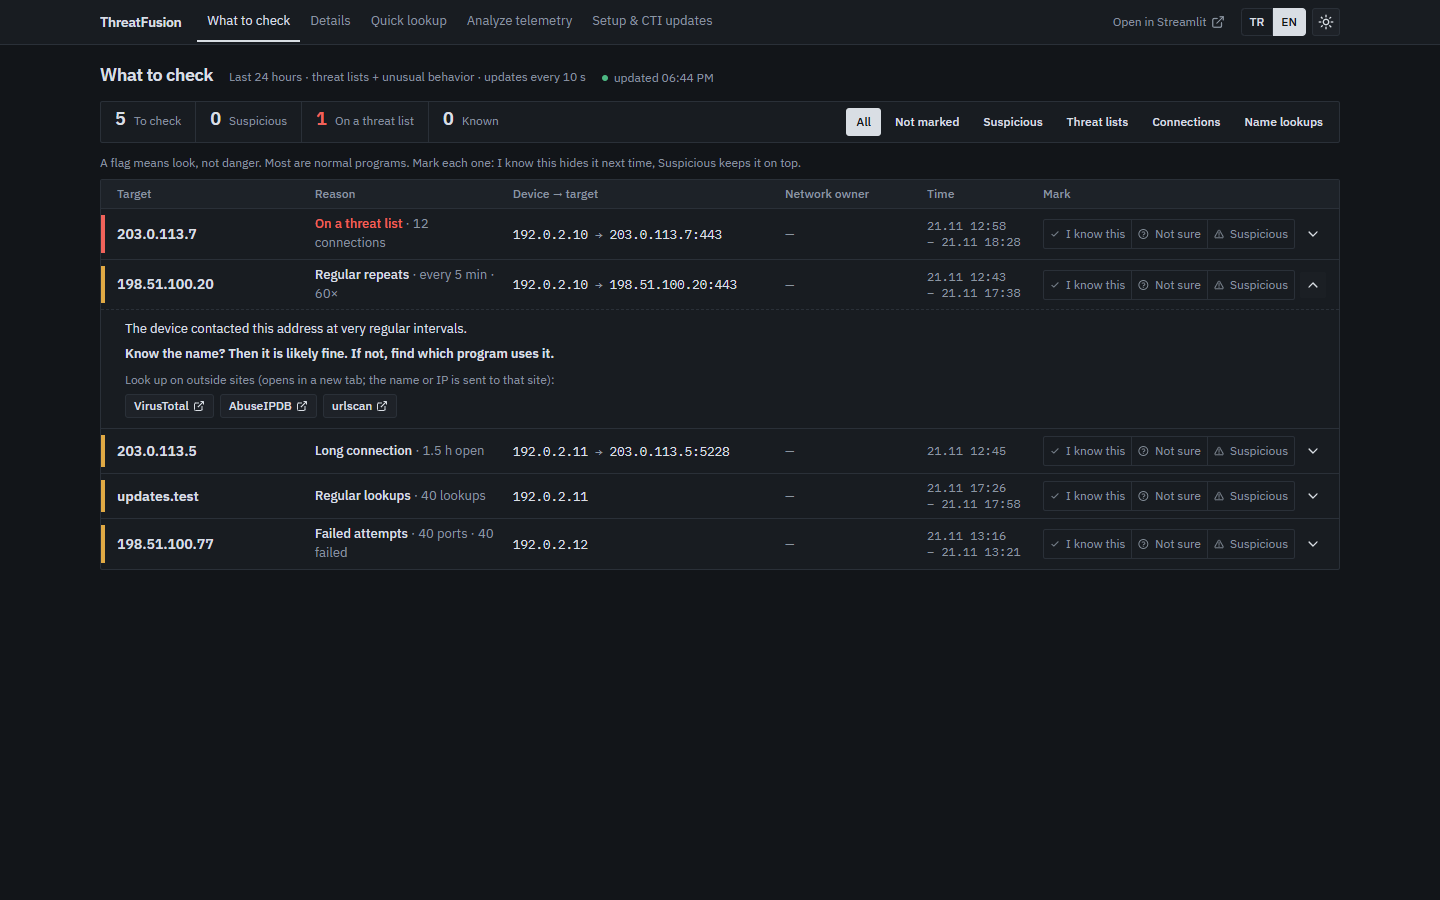 ThreatFusion What to check Details Quick lookup Analyze telemetry Setup & CTI updates Open in Streamlit TR EN
What to check Last 24 hours · threat lists + unusual behavior · updates every 10 s updated 06:44 PM
5 To check 0 Suspicious 1 On a threat list 0 Known All Not marked Suspicious Threat lists Connections Name lookups
A flag means look, not danger. Most are normal programs. Mark each one: I know this hides it next time, Suspicious keeps it on top.
Target Reason Device → target Network owner Time Mark
203.0.113.7 On a threat list · 12 connections 192.0.2.10 → 203.0.113.7:443 — 21.11 12:58 – 21.11 18:28 I know this Not sure Suspicious
198.51.100.20 Regular repeats · every 5 min · 60× 192.0.2.10 → 198.51.100.20:443 — 21.11 12:43 – 21.11 17:38 I know this Not sure Suspicious
The device contacted this address at very regular intervals.
Know the name? Then it is likely fine. If not, find which program uses it.
Look up on outside sites (opens in a new tab; the name or IP is sent to that site):
VirusTotal AbuseIPDB urlscan
203.0.113.5 Long connection · 1.5 h open 192.0.2.11 → 203.0.113.5:5228 — 21.11 12:45 I know this Not sure Suspicious
updates.test Regular lookups · 40 lookups 192.0.2.11 — 21.11 17:26 – 21.11 17:58 I know this Not sure Suspicious
198.51.100.77 Failed attempts · 40 ports · 40 failed 192.0.2.12 — 21.11 13:16 – 21.11 13:21 I know this Not sure Suspicious